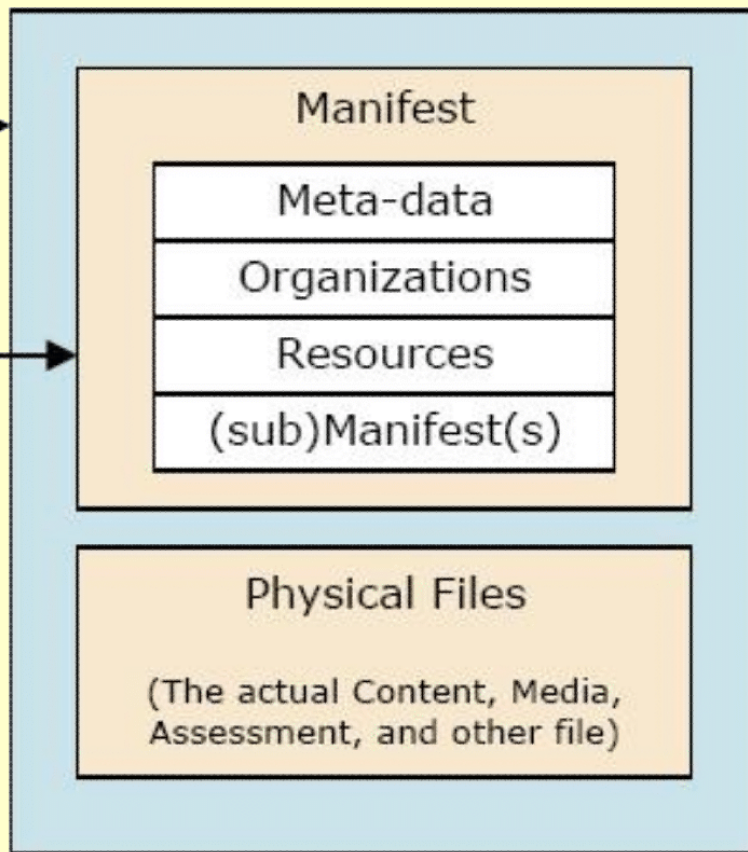 Manifest
Meta-data
Organizations
Resources
(sub)Manifest(s)
Physical Files
(The actual Content, Media,
Assessment, and other file)